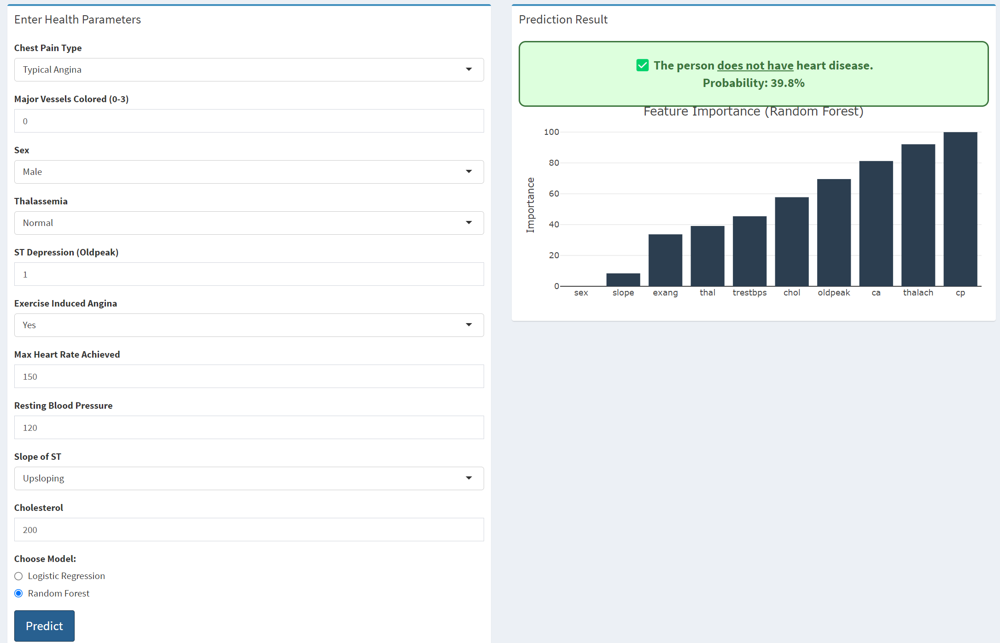 Enter Health Parameters
Chest Pain Type
Typical Angina
Major Vessels Colored (0-3)
0
Sex
Male
Thalassemia
Normal
ST Depression (Oldpeak)
1
Exercise Induced Angina
Yes
Max Heart Rate Achieved
150
Resting Blood Pressure
120
Slope of ST
Upsloping
Cholesterol
200
Choose Model:
Logistic Regression
Random Forest
Predict
Prediction Result
✅ The person does not have heart disease.
Probability: 39.8%
Feature Importance (Random Forest)
Importance
100
80
60
40
20
0
sex slope exang thal trestbps chol oldpeak ca thalach cp